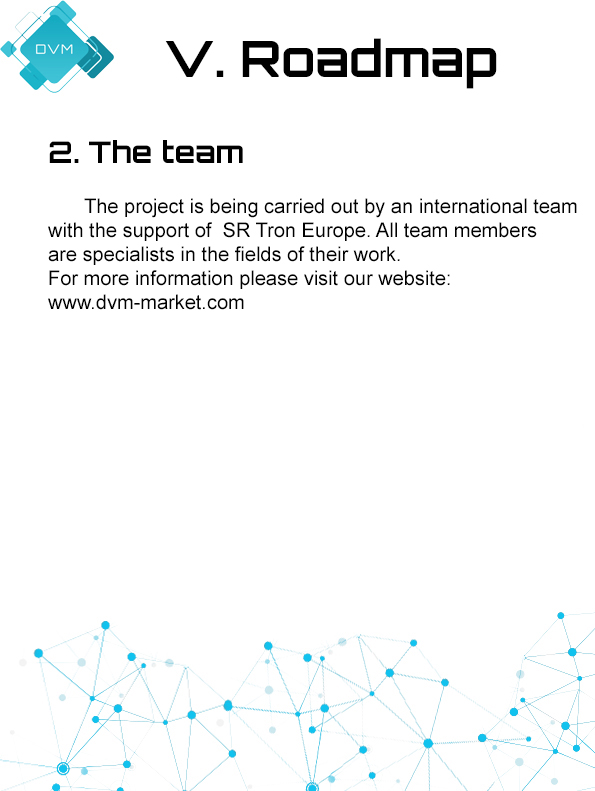 DVM
V. Roadmap
2. The team
The project is being carried out by an international team
with the support of  SR Tron Europe. All team members
are specialists in the fields of their work.
For more information please visit our website:
www.dvm-market.com